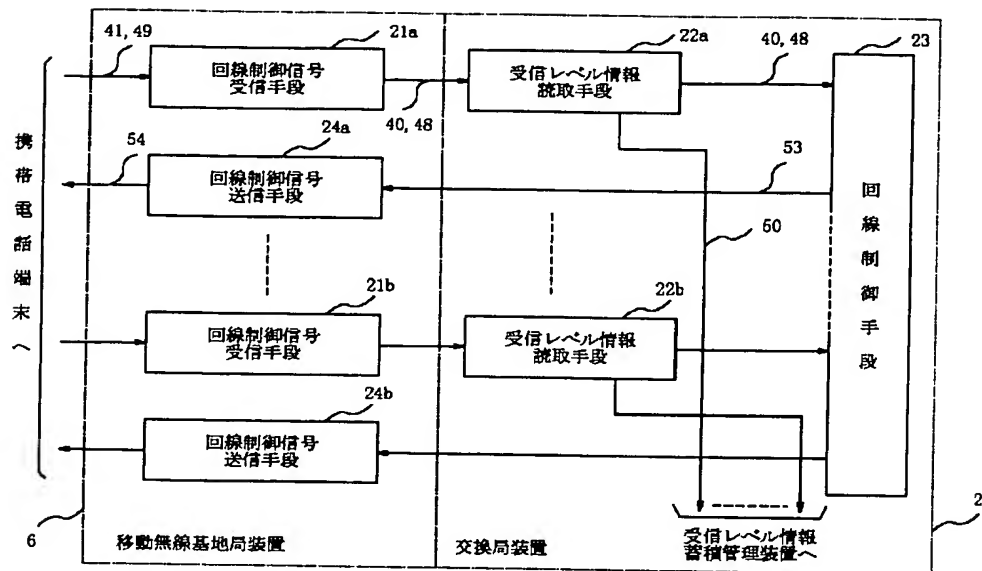 41, 49
21a
回線制御信号
受信手段
40, 48
22a
受信レベル情報
読取手段
40, 48
23
回線制御手段
携帯電話端末へ
54
24a
回線制御信号
送信手段
53
50
21b
回線制御信号
受信手段
22b
受信レベル情報
読取手段
24b
回線制御信号
送信手段
6
移動無線基地局装置
交換局装置
受信レベル情報
蓄積管理装置へ
2